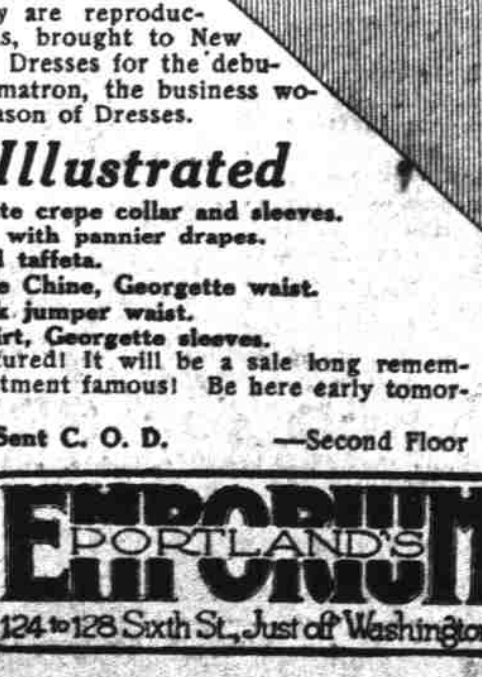 y are reproduc-
s, brought to New
Dresses for the debu-
matron, the business wo-
ason of Dresses.
Illustrated
te crepe collar and sleeves.
with pannier drapes.
d taffeta.
e Chine, Georgette waist.
k jumper waist.
irt, Georgette sleeves.
tured! It will be a sale long remem-
tment famous! Be here early tomor-
Sent C. O. D. —Second Floor
EMPORIUM
PORTLAND'S
124 to 128 Sixth St., Just off Washington